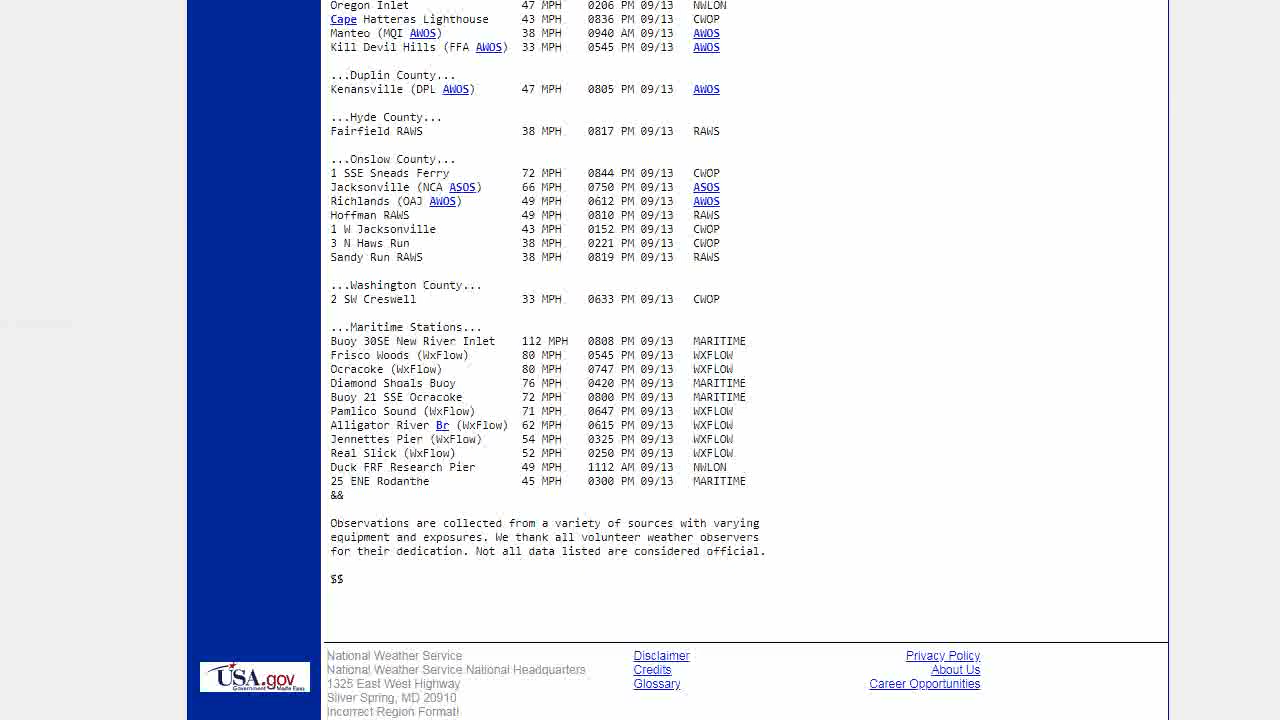 Oregon Inlet 47 MPH 0206 PM 09/13 NWLON
Cape Hatteras Lighthouse 43 MPH 0836 PM 09/13 CWOP
Manteo (MQI AWOS) 38 MPH 0940 AM 09/13 AWOS
Kill Devil Hills (FFA AWOS) 33 MPH 0545 PM 09/13 AWOS
...Duplin County...
Kenansville (DPL AWOS) 47 MPH 0805 PM 09/13 AWOS
...Hyde County...
Fairfield RAWS 38 MPH 0817 PM 09/13 RAWS
...Onslow County...
1 SSE Sneads Ferry 72 MPH 0844 PM 09/13 CWOP
Jacksonville (NCA ASOS) 66 MPH 0750 PM 09/13 ASOS
Richlands (OAJ AWOS) 49 MPH 0612 PM 09/13 AWOS
Hoffman RAWS 49 MPH 0810 PM 09/13 RAWS
1 W Jacksonville 43 MPH 0152 PM 09/13 CWOP
3 N Haws Run 38 MPH 0221 PM 09/13 CWOP
Sandy Run RAWS 38 MPH 0819 PM 09/13 RAWS
...Washington County...
2 SW Creswell 33 MPH 0633 PM 09/13 CWOP
...Maritime Stations...
Buoy 30SE New River Inlet 112 MPH 0808 PM 09/13 MARITIME
Frisco Woods (WxFlow) 80 MPH 0545 PM 09/13 WXFLOW
Ocracoke (WxFlow) 80 MPH 0747 PM 09/13 WXFLOW
Diamond Shoals Buoy 76 MPH 0420 PM 09/13 MARITIME
Buoy 21 SSE Ocracoke 72 MPH 0800 PM 09/13 MARITIME
Pamlico Sound (WxFlow) 71 MPH 0647 PM 09/13 WXFLOW
Alligator River Br (WxFlow) 62 MPH 0615 PM 09/13 WXFLOW
Jennettes Pier (WxFlow) 54 MPH 0325 PM 09/13 WXFLOW
Real Slick (WxFlow) 52 MPH 0250 PM 09/13 WXFLOW
Duck FRF Research Pier 49 MPH 1112 AM 09/13 NWLON
25 ENE Rodanthe 45 MPH 0300 PM 09/13 MARITIME
&&
Observations are collected from a variety of sources with varying
equipment and exposures. We thank all volunteer weather observers
for their dedication. Not all data listed are considered official.
$$
USA.gov
Government Made Easy
National Weather Service Disclaimer Privacy Policy
National Weather Service National Headquarters Credits About Us
1325 East West Highway Glossary Career Opportunities
Silver Spring, MD 20910
Incorrect Region Format!